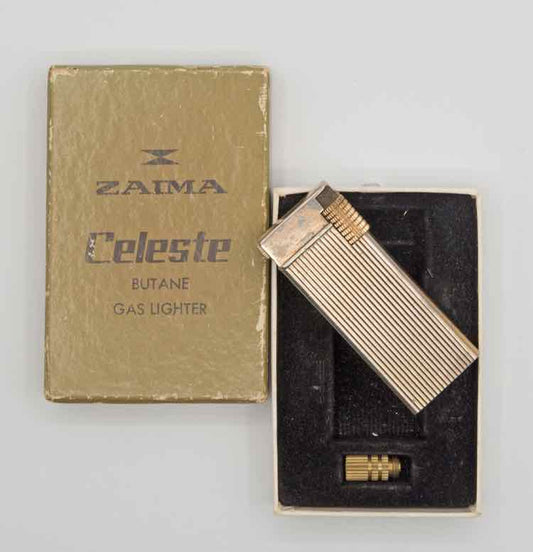 ZAIMA
Celeste
BUTANE
GAS LIGHTER